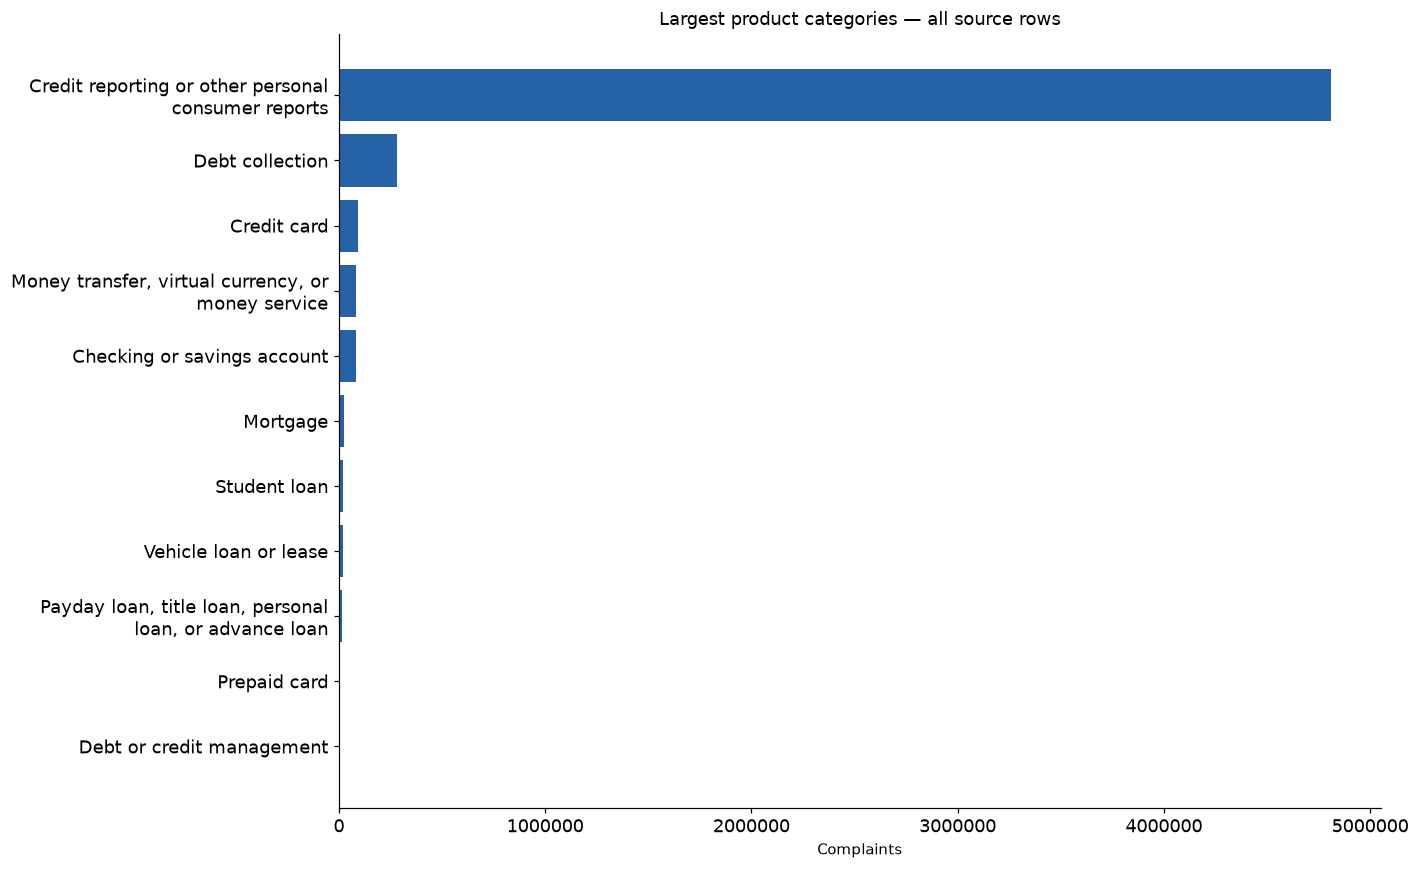 Largest product categories — all source rows
Credit reporting or other personal
consumer reports
Debt collection
Credit card
Money transfer, virtual currency, or
money service
Checking or savings account
Mortgage
Student loan
Vehicle loan or lease
Payday loan, title loan, personal
loan, or advance loan
Prepaid card
Debt or credit management
0 1000000 2000000 3000000 4000000 5000000
Complaints